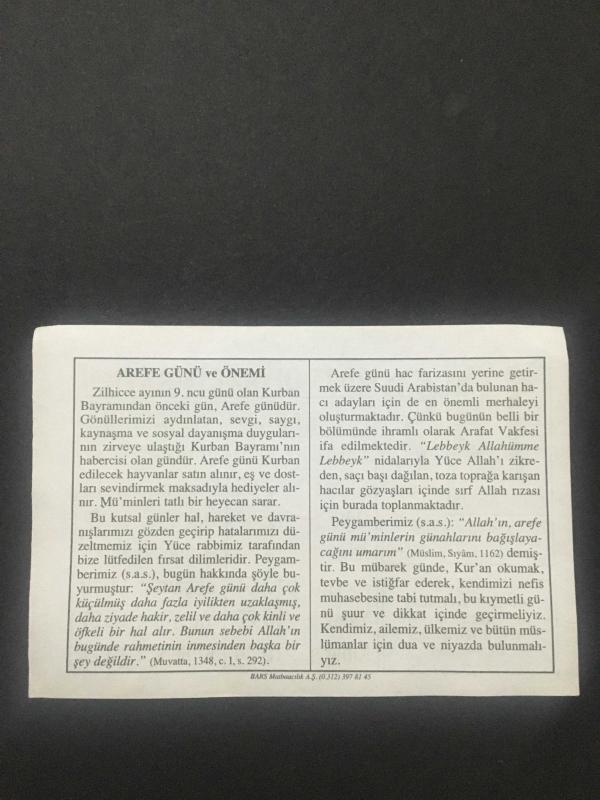 AREFE GÜNÜ ve ÖNEMİ
Zilhicce ayının 9. ncu günü olan Kurban
Bayramından önceki gün, Arefe günüdür.
Gönüllerimizi aydınlatan, sevgi, saygı,
kaynaşma ve sosyal dayanışma duyguları-
nın zirveye ulaştığı Kurban Bayramı'nın
habercisi olan gündür. Arefe günü Kurban
edilecek hayvanlar satın alınır, eş ve dost-
ları sevindirmek maksadıyla hediyeler alı-
nır. Mü'minleri tatlı bir heyecan sarar.
Bu kutsal günler hal, hareket ve davra-
nışlarımızı gözden geçirip hatalarımızı dü-
zeltmemiz için Yüce rabbimiz tarafından
bize lütfedilen fırsat dilimleridir. Peygam-
berimiz (s.a.s.), bugün hakkında şöyle bu-
yurmuştur: "Şeytan Arefe günü daha çok
küçülmüş daha fazla iyilikten uzaklaşmış,
daha ziyade hakir, zelil ve daha çok kinli ve
öfkeli bir hal alır. Bunun sebebi Allah'ın
bugünde rahmetinin inmesinden başka bir
şey değildir." (Muvatta, 1348, c. I, s. 292).
Arefe günü hac farizasını yerine getir-
mek üzere Suudi Arabistan'da bulunan ha-
cı adayları için de en önemli merhaleyi
oluşturmaktadır. Çünkü bugünün belli bir
bölümünde ihramlı olarak Arafat Vakfesi
ifa edilmektedir. "Lebbeyk Allahümme
Lebbeyk" nidalarıyla Yüce Allah'ı zikre-
den, saçı başı dağılan, toza toprağa karışan
hacılar gözyaşları içinde sırf Allah rızası
için burada toplanmaktadır.
Peygamberimiz (s.a.s.): "Allah'ın, arefe
günü mü'minlerin günahlarını bağışlaya-
cağını umarım" (Müslim, Sıyâm, 1162) demiş-
tir. Bu mübarek günde, Kur'an okumak,
tevbe ve istiğfar ederek, kendimizi nefis
muhasebesine tabi tutmalı, bu kıymetli gü-
nü şuur ve dikkat içinde geçirmeliyiz.
Kendimiz, ailemiz, ülkemiz ve bütün müs-
lümanlar için dua ve niyazda bulunmalı-
yız.
BARS Matbaacılık A.Ş. (0.312) 397 81 45